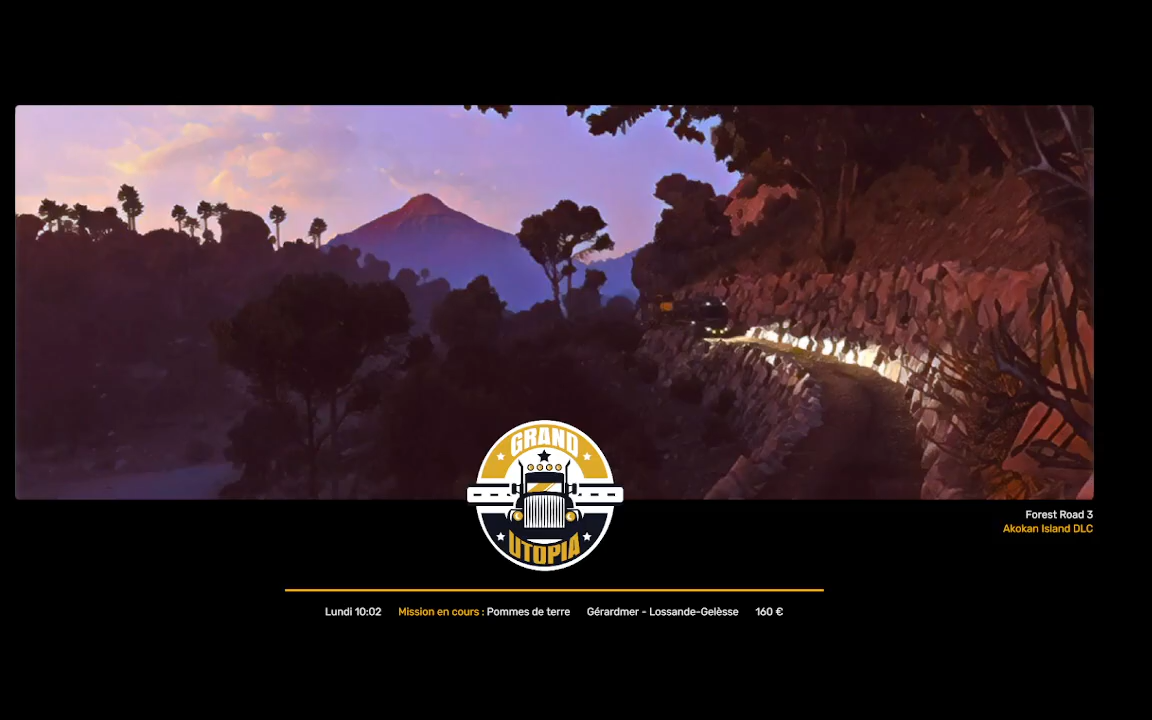 GRAND
UTOPIA
Forest Road 3
Akokan Island DLC
Lundi 10:02 Mission en cours : Pommes de terre Gérardmer - Lossande-Gelèsse 160 €